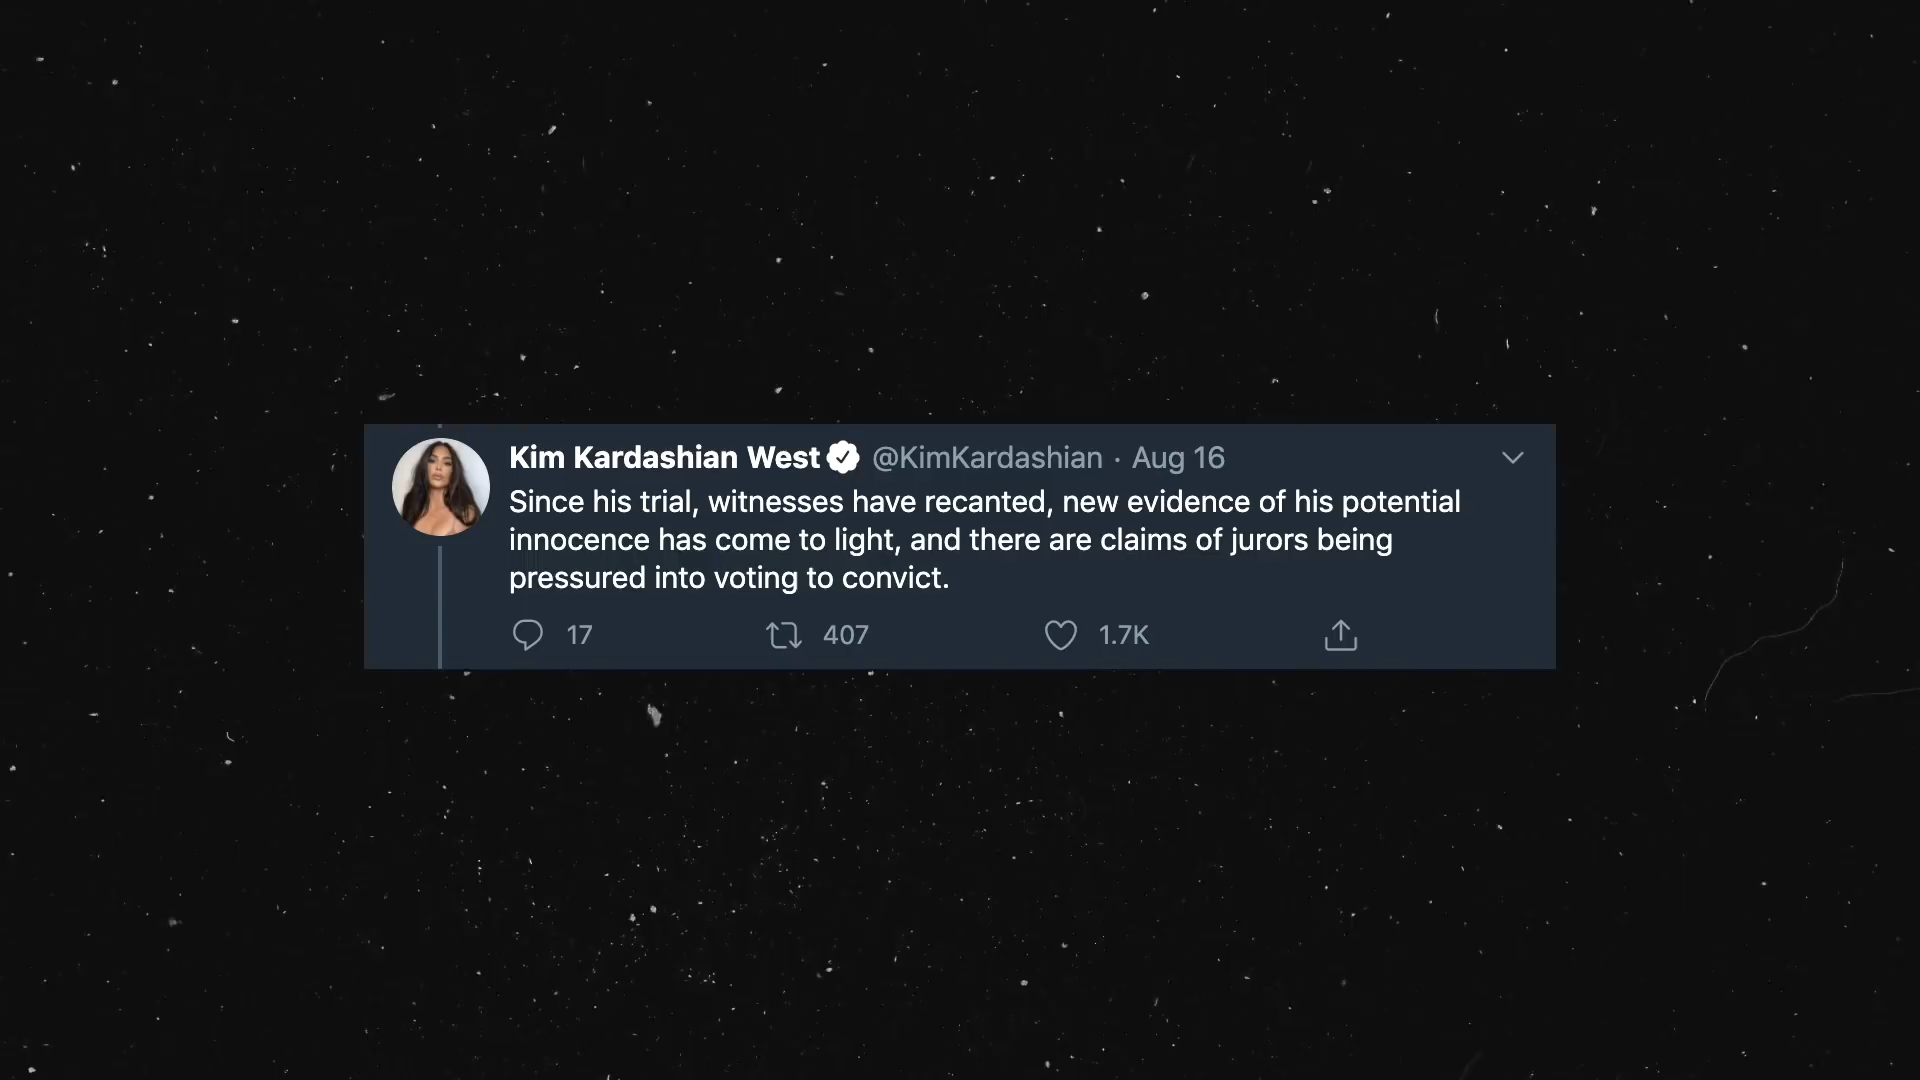 Kim Kardashian West @KimKardashian · Aug 16
Since his trial, witnesses have recanted, new evidence of his potential
innocence has come to light, and there are claims of jurors being
pressured into voting to convict.
17 407 1.7K